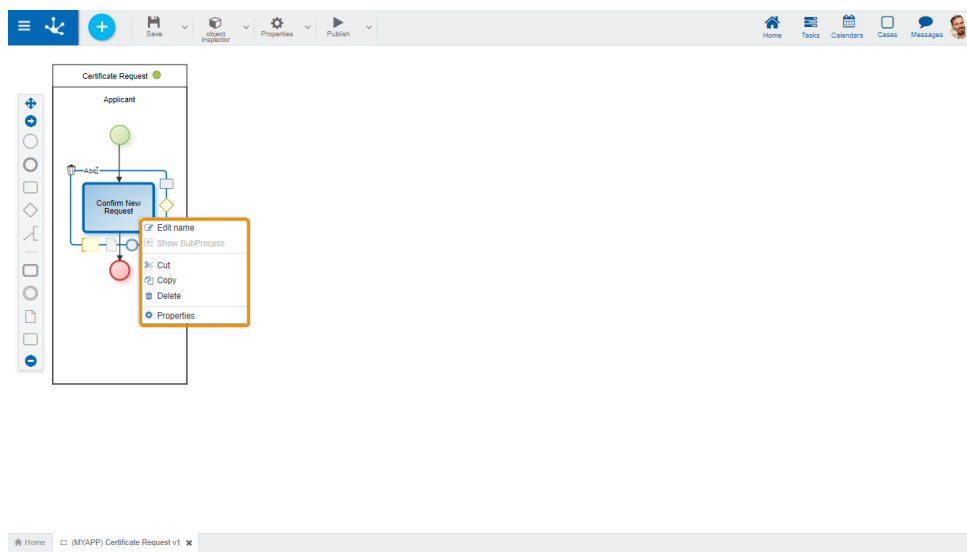 Save
object
inspector
Properties
Publish
Home
Tasks
Calendars
Cases
Messages
Certificate Request
Applicant
Abc
Confirm New
Request
Edit name
Show SubProcess
Cut
Copy
Delete
Properties
Home
(MYAPP) Certificate Request v1